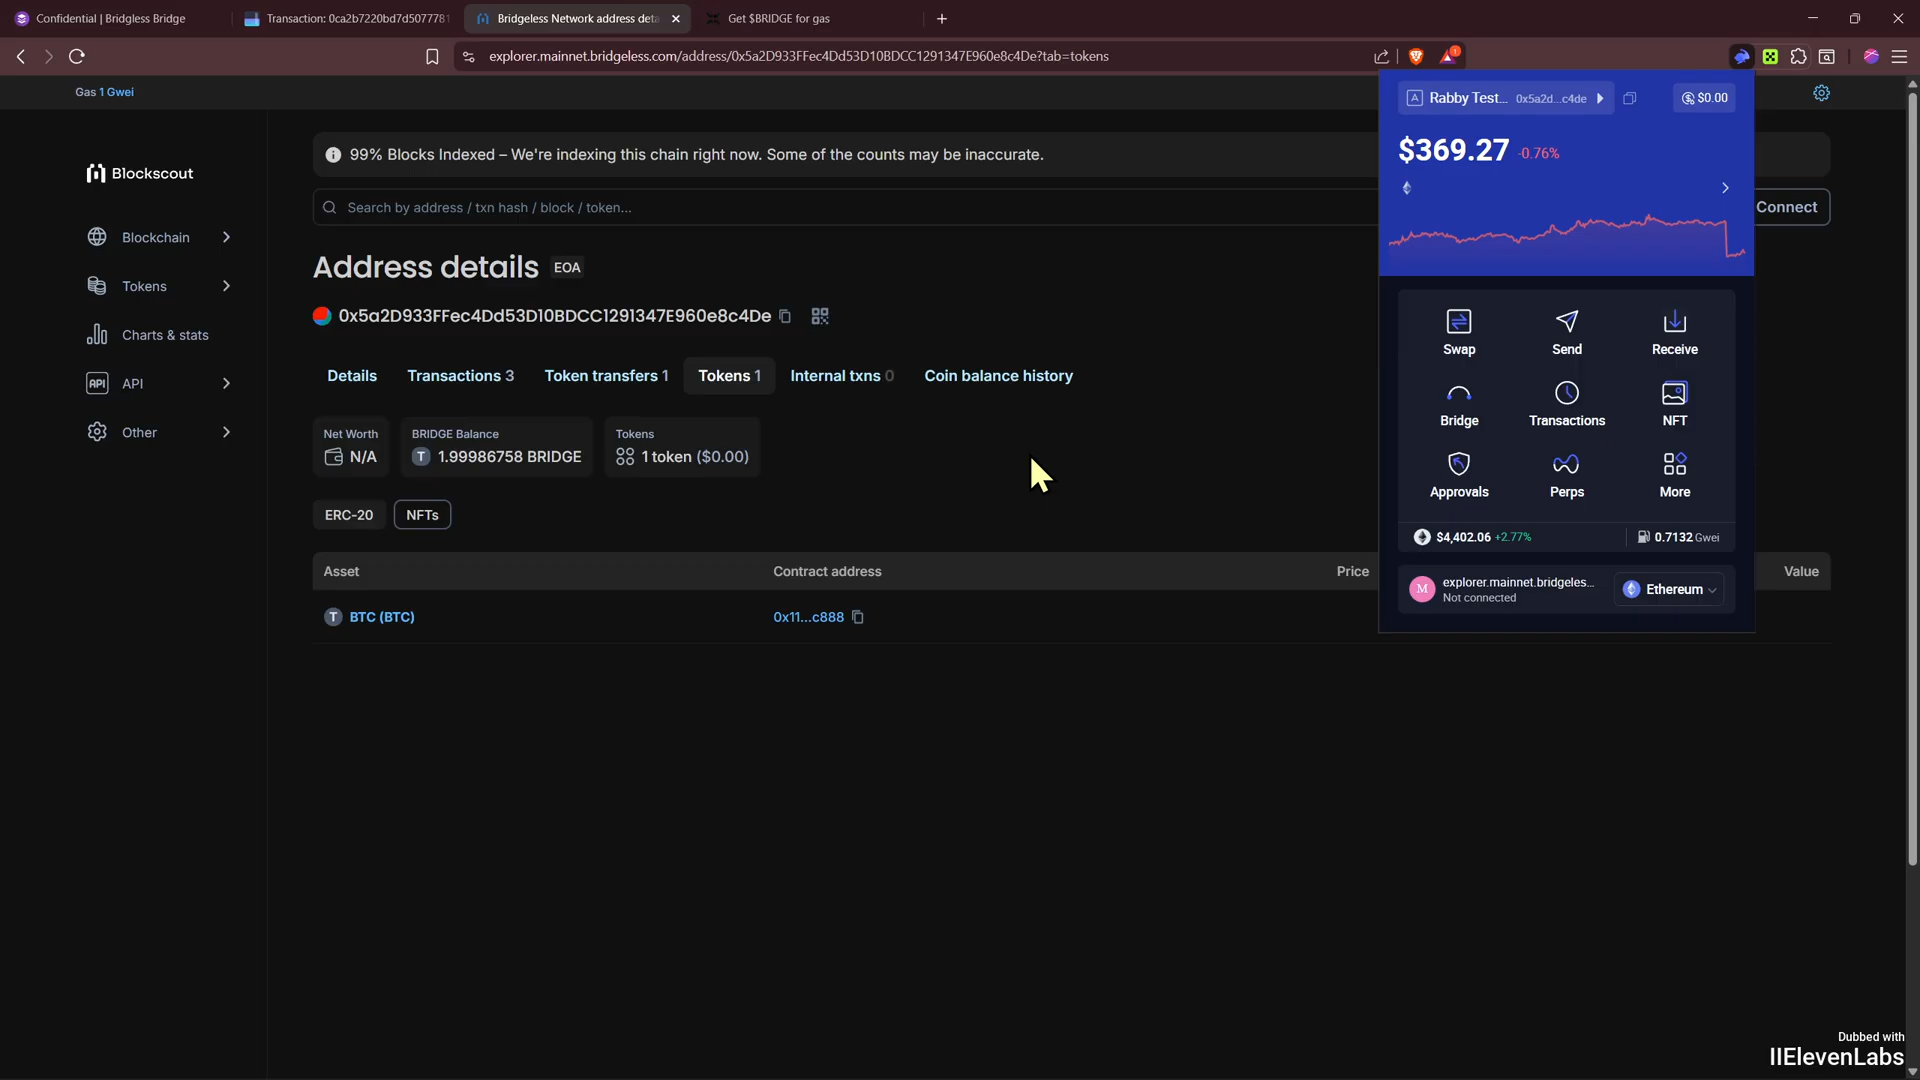 Confidential | Bridgless Bridge
Transaction: 0ca2b7220bd7d5077781
Bridgeless Network address deta
Get $BRIDGE for gas
explorer.mainnet.bridgeless.com/address/0x5a2D933FFec4Dd53D10BDCC1291347E960e8c4De?tab=tokens
1
Gas 1 Gwei
Blockscout
Blockchain
Tokens
Charts & stats
API API
Other
99% Blocks Indexed – We're indexing this chain right now. Some of the counts may be inaccurate.
Search by address / txn hash / block / token...
Connect
Address details EOA
0x5a2D933FFec4Dd53D10BDCC1291347E960e8c4De
Details Transactions 3 Token transfers 1 Tokens 1 Internal txns 0 Coin balance history
Net Worth
N/A
BRIDGE Balance
T 1.99986758 BRIDGE
Tokens
1 token ($0.00)
ERC-20 NFTs
Asset Contract address Price Value
T BTC (BTC) 0x11...c888
A Rabby Test... 0x5a2d...c4de $0.00
$369.27 -0.76%
Swap Send Receive
Bridge Transactions NFT
Approvals Perps More
$4,402.06 +2.77% 0.7132 Gwei
M explorer.mainnet.bridgeles...
Not connected
Ethereum
Dubbed with
IIElevenLabs